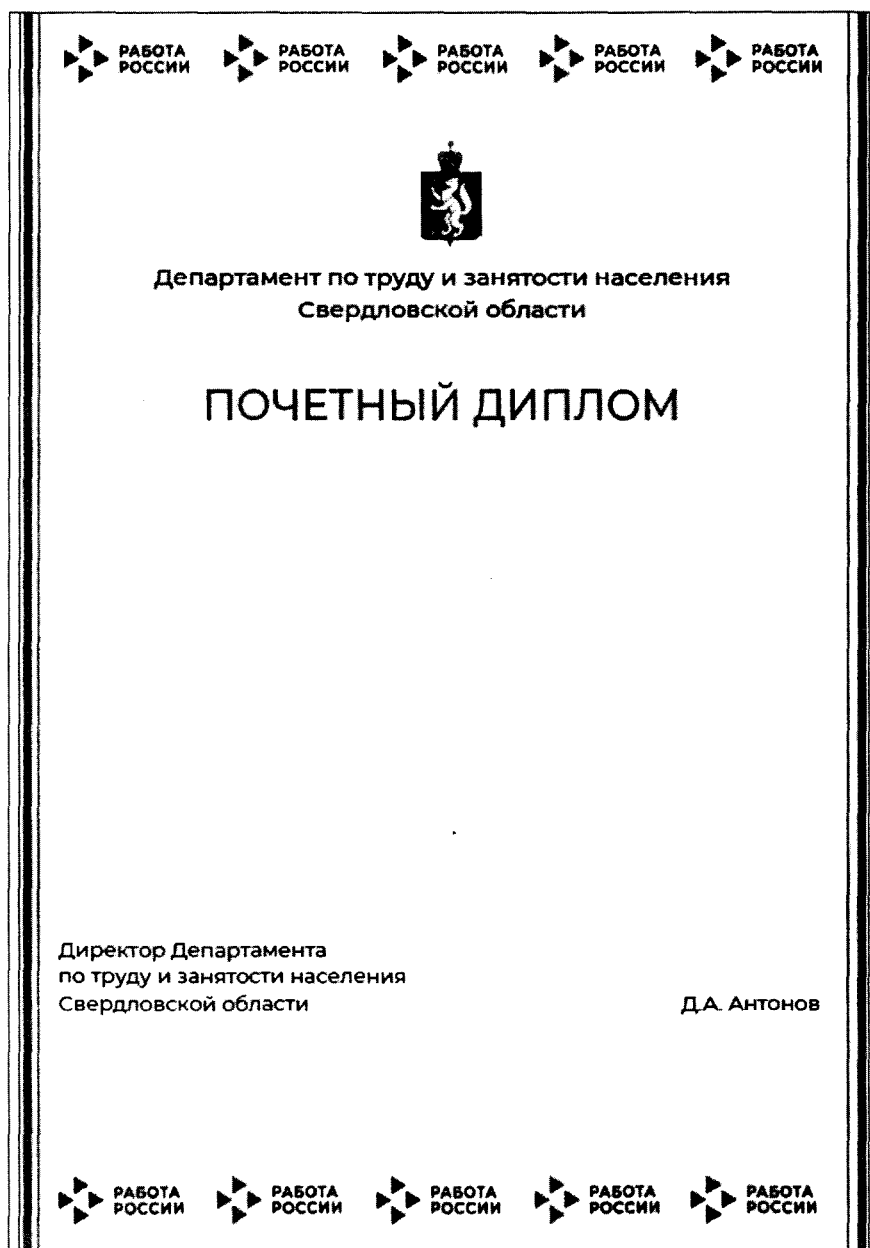 РАБОТА РОССИИ РАБОТА РОССИИ РАБОТА РОССИИ РАБОТА РОССИИ РАБОТА РОССИИ
Департамент по труду и занятости населения
Свердловской области
ПОЧЕТНЫЙ ДИПЛОМ
Директор Департамента
по труду и занятости населения
Свердловской области Д.А. Антонов
РАБОТА РОССИИ РАБОТА РОССИИ РАБОТА РОССИИ РАБОТА РОССИИ РАБОТА РОССИИ